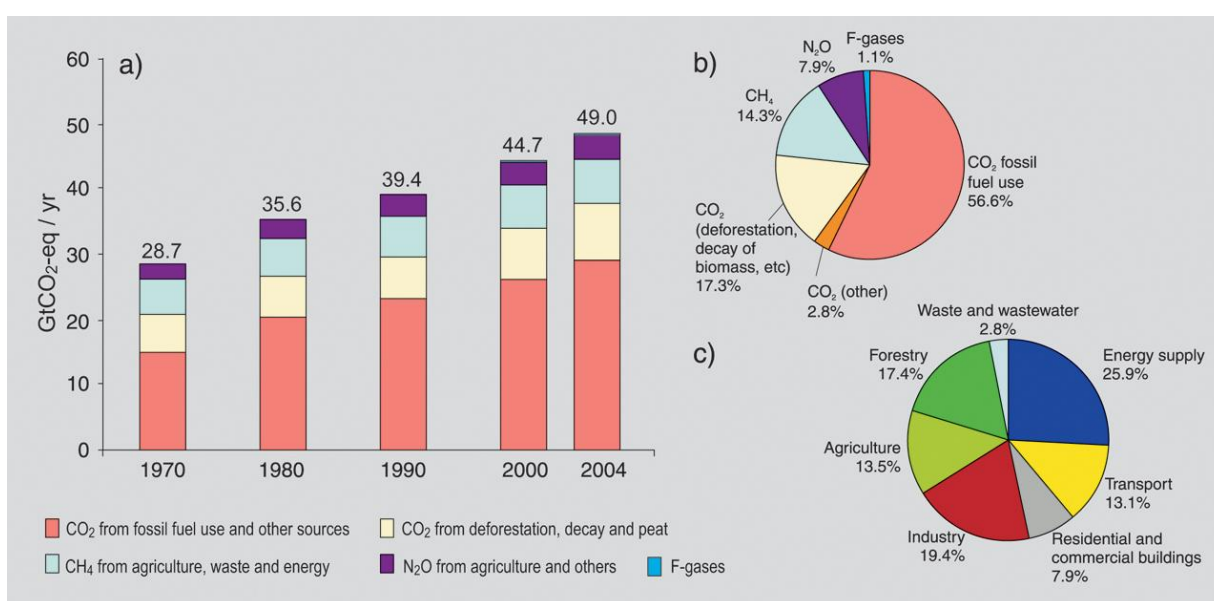 a)
GtCO₂-eq / yr
60
50
40
30
20
10
0
28.7
35.6
39.4
44.7
49.0
1970
1980
1990
2000
2004
CO₂ from fossil fuel use and other sources
CO₂ from deforestation, decay and peat
CH₄ from agriculture, waste and energy
N₂O from agriculture and others
F-gases
b)
F-gases
1.1%
N₂O
7.9%
CH₄
14.3%
CO₂
(deforestation,
decay of
biomass, etc)
17.3%
CO₂ (other)
2.8%
CO₂ fossil
fuel use
56.6%
c)
Waste and wastewater
2.8%
Forestry
17.4%
Energy supply
25.9%
Agriculture
13.5%
Transport
13.1%
Industry
19.4%
Residential and
commercial buildings
7.9%